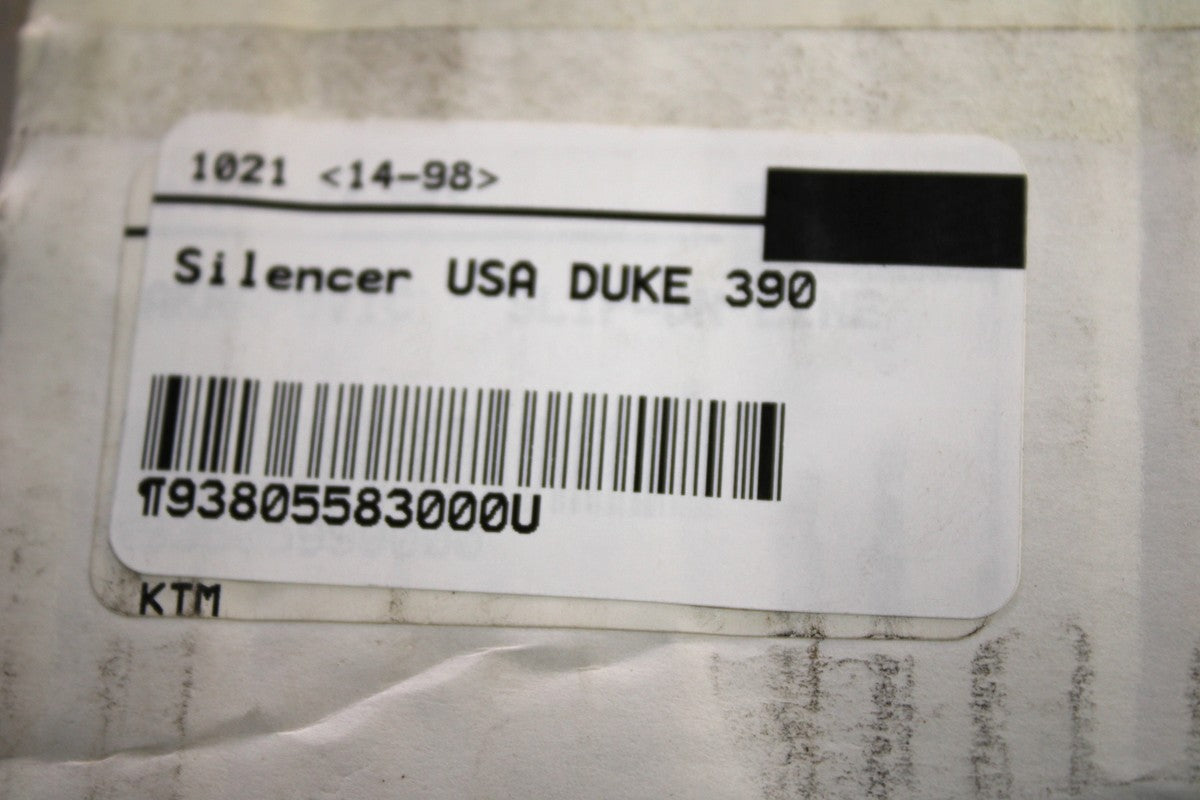 1021 <14-98>
Silencer USA DUKE 390
¶93805583000U
KTM